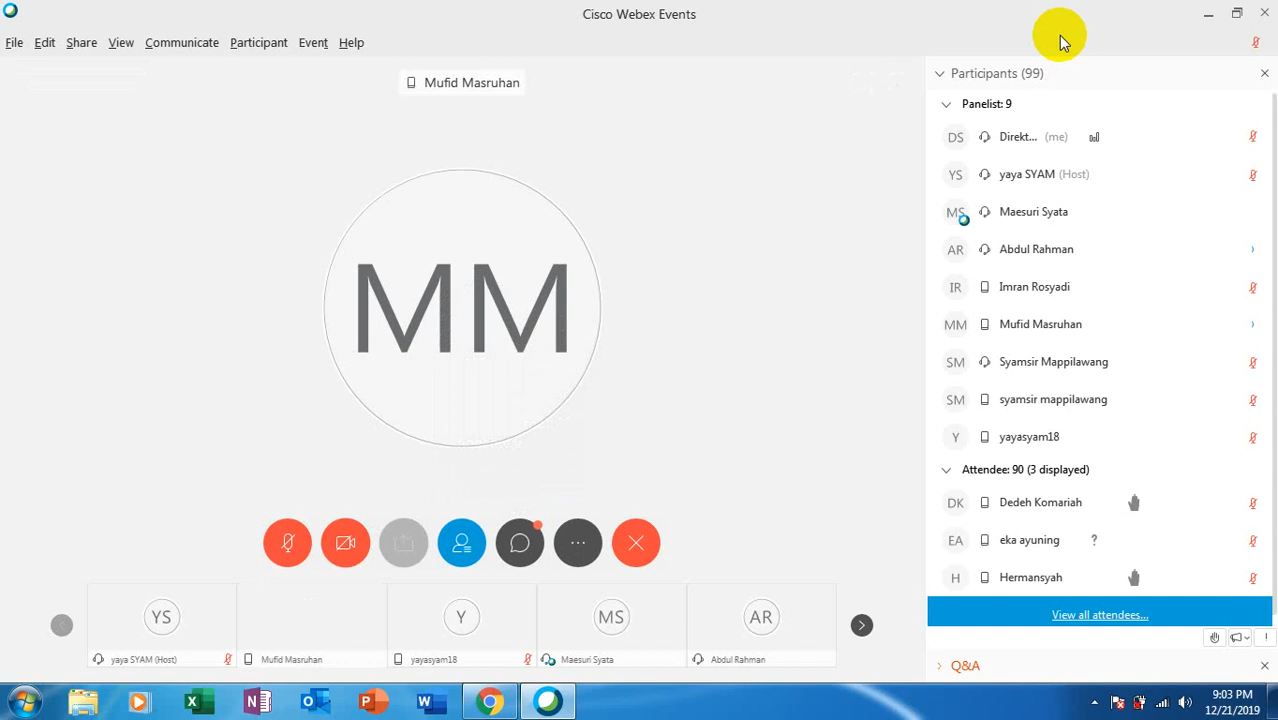 Cisco Webex Events
File Edit Share View Communicate Participant Event Help
Mufid Masruhan
MM
Participants (99)
Panelist: 9
DS Direkt... (me)
YS yaya SYAM (Host)
MS Maesuri Syata
AR Abdul Rahman
IR Imran Rosyadi
MM Mufid Masruhan
SM Syamsir Mappilawang
SM syamsir mappilawang
Y yayasyam18
Attendee: 90 (3 displayed)
DK Dedeh Komariah
EA eka ayuning ?
H Hermansyah
View all attendees...
Q&A
YS Y MS AR
yaya SYAM (Host) Mufid Masruhan yayasyam18 Maesuri Syata Abdul Rahman
9:03 PM
12/21/2019